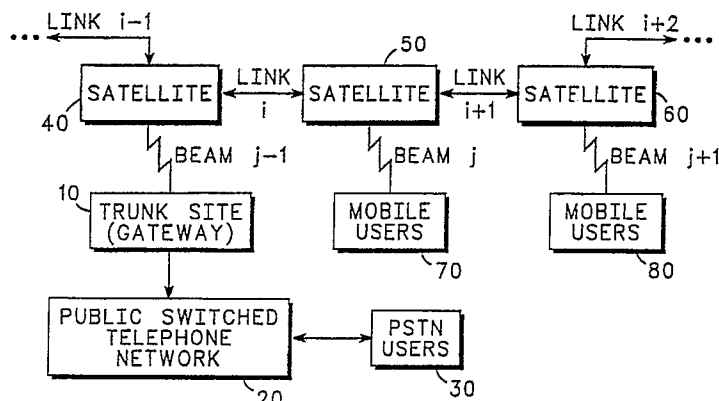 LINK i-1
LINK i+2
50
SATELLITE
LINK
i
SATELLITE
LINK
i+1
SATELLITE
40
60
BEAM j-1
BEAM j
BEAM j+1
10
TRUNK SITE
(GATEWAY)
MOBILE
USERS
MOBILE
USERS
70
80
PUBLIC SWITCHED
TELEPHONE
NETWORK
PSTN
USERS
20
30